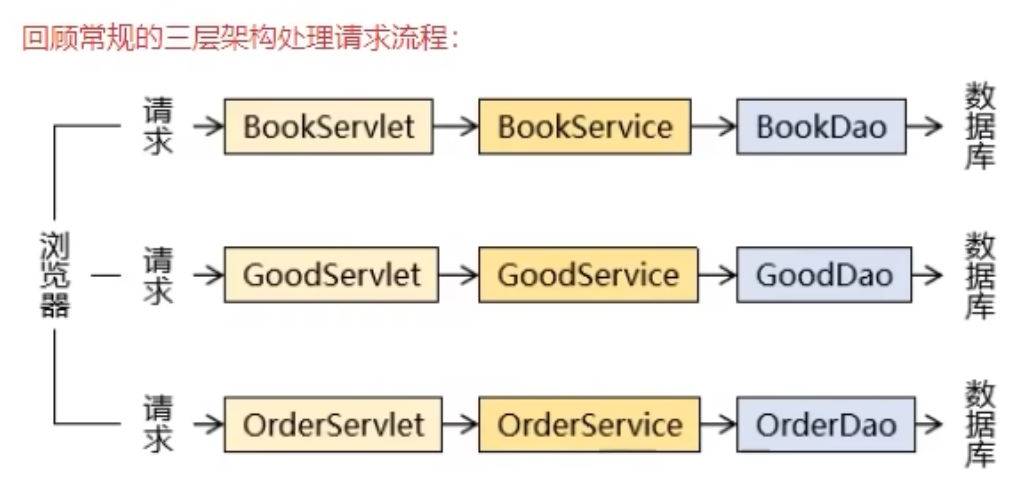 回顾常规的三层架构处理请求流程：
浏览器
请求
BookServlet
BookService
BookDao
数据库
请求
GoodServlet
GoodService
GoodDao
数据库
请求
OrderServlet
OrderService
OrderDao
数据库